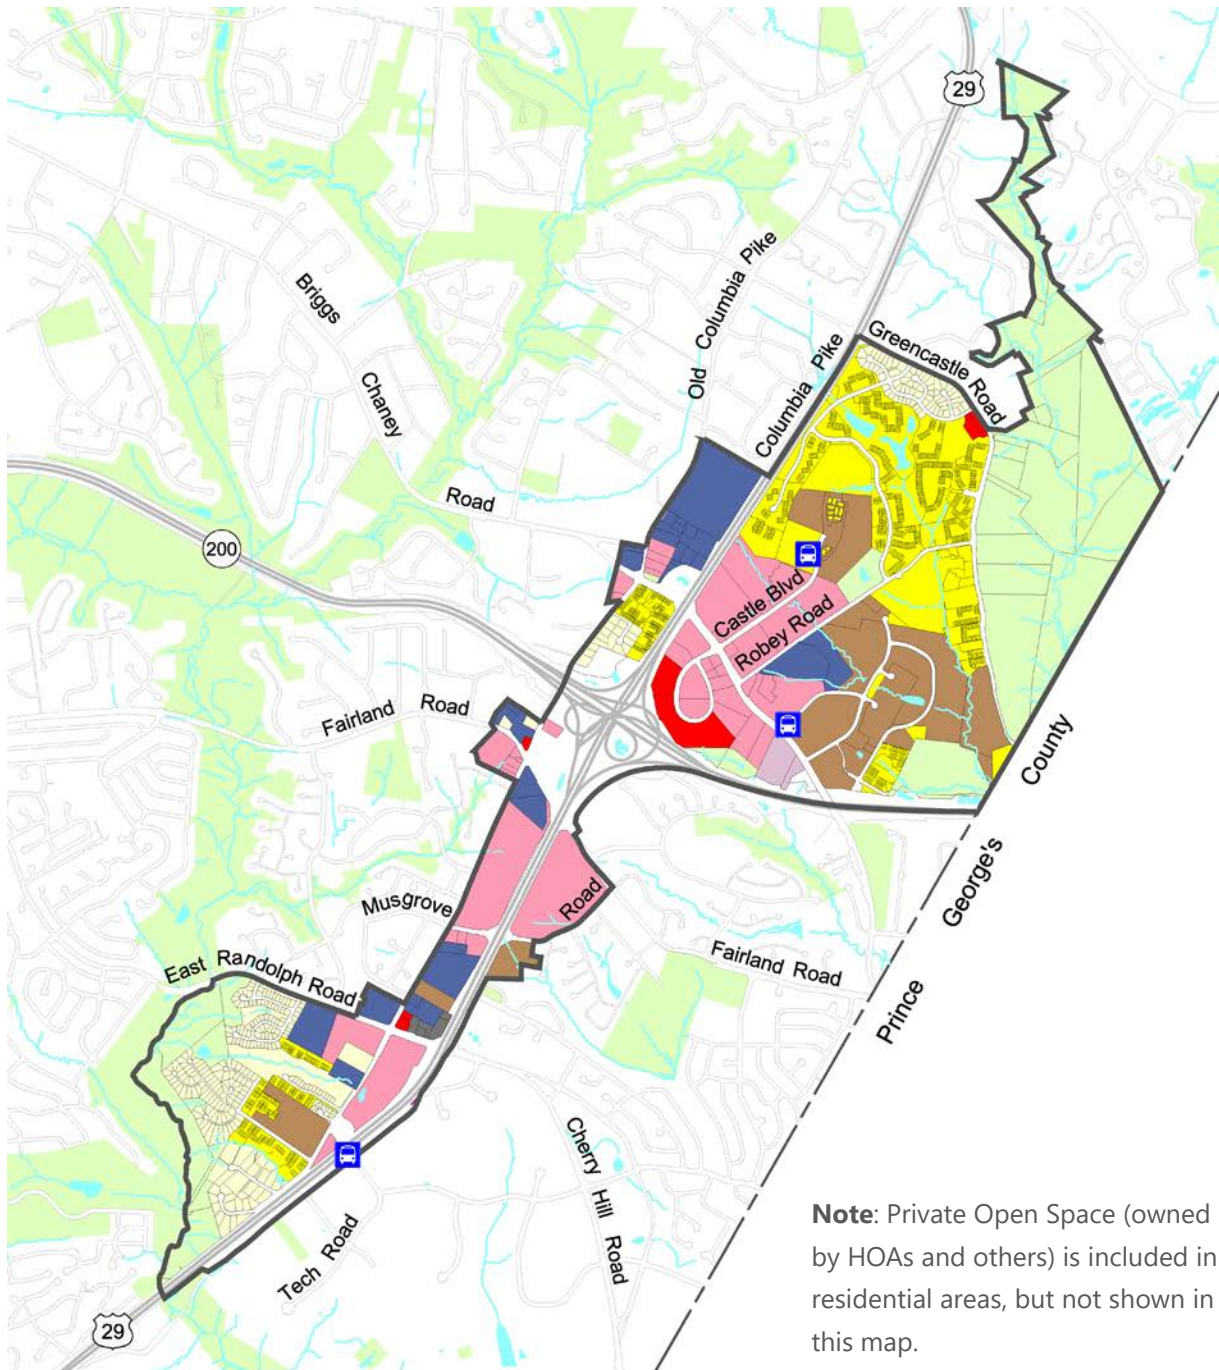 29
Old Columbia Pike
Briggs
Chaney
Road
Columbia Pike
Greencastle Road
200
Castle Blvd
Robey Road
Fairland Road
County
George's
Prince
Musgrove
Road
Fairland Road
East Randolph Road
Cherry Hill Road
Tech Road
29
Note: Private Open Space (owned
by HOAs and others) is included in
residential areas, but not shown in
this map.